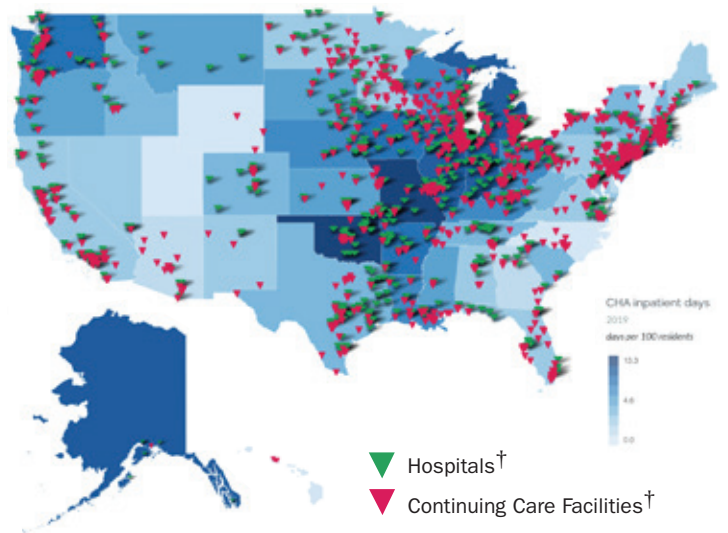 CHA inpatient days
2019
days per 100 residents
13.3
4.6
0.0
Hospitals†
Continuing Care Facilities†